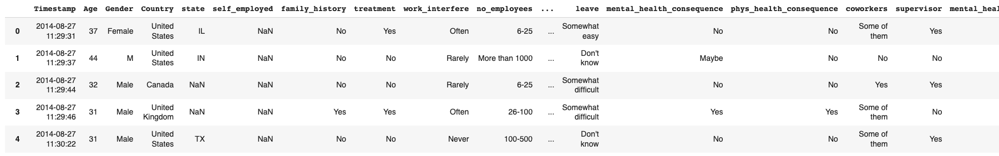 Timestamp Age Gender Country state self_employed family_history treatment work_interfere no_employees ... leave mental_health_consequence phys_health_consequence coworkers supervisor mental_heal
0 2014-08-27 11:29:31 37 Female United States IL NaN No Yes Often 6-25 ... Somewhat easy No No Some of them Yes
1 2014-08-27 11:29:37 44 M United States IN NaN No No Rarely More than 1000 ... Don't know Maybe No No No
2 2014-08-27 11:29:44 32 Male Canada NaN NaN No No Rarely 6-25 ... Somewhat difficult No No Yes Yes
3 2014-08-27 11:29:46 31 Male United Kingdom NaN NaN Yes Yes Often 26-100 ... Somewhat difficult Yes Yes Some of them No
4 2014-08-27 11:30:22 31 Male United States TX NaN No No Never 100-500 ... Don't know No No Some of them Yes